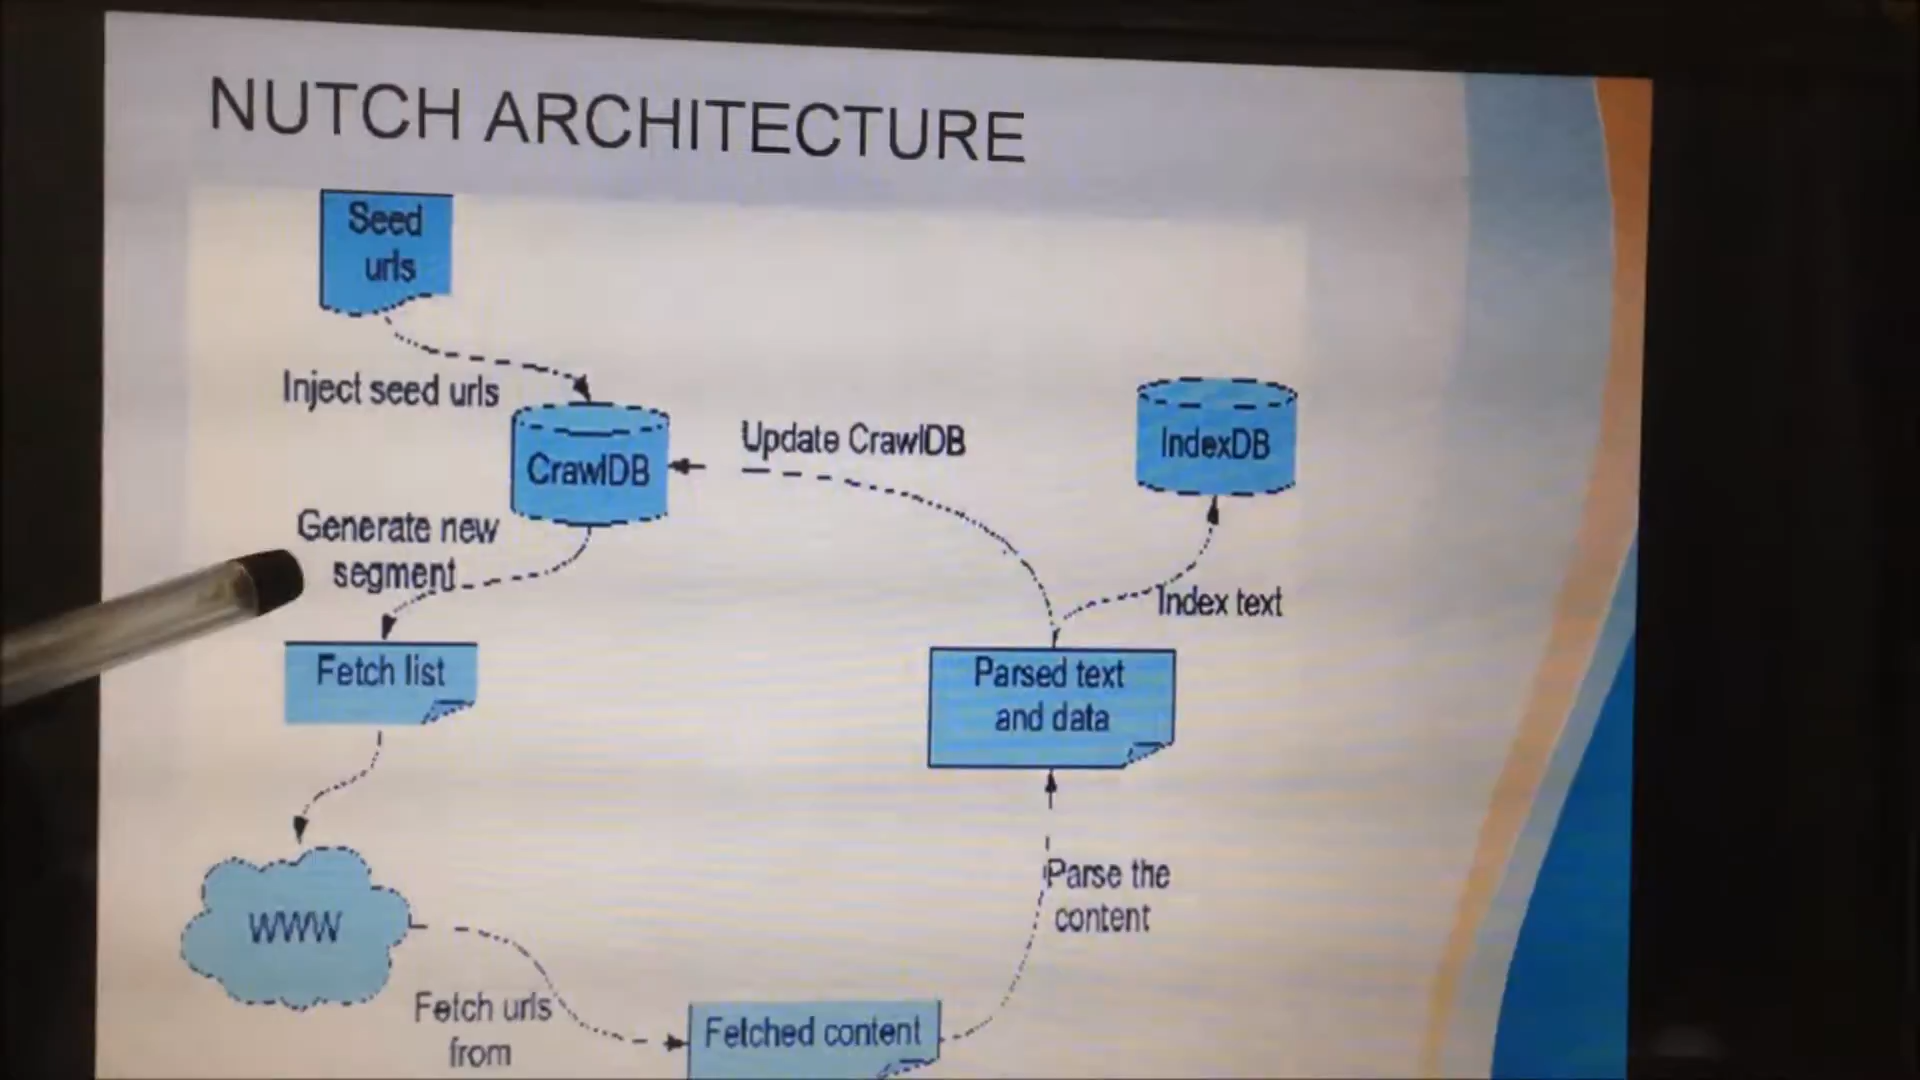 NUTCH ARCHITECTURE
Seed
urls
Inject seed urls
CrawlDB
Update CrawlDB
IndexDB
Generate new
segment
Index text
Fetch list
Parsed text
and data
WWW
Parse the
content
Fetch urls
from
Fetched content